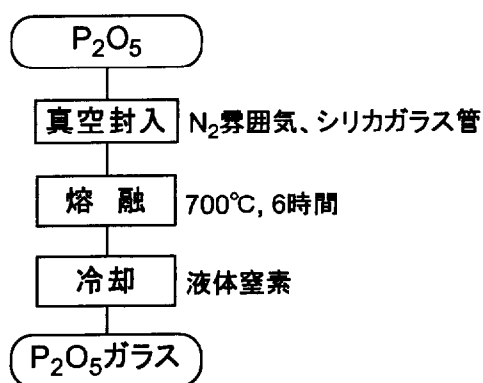 P₂O₅
真空封入 N₂雰囲気、シリカガラス管
熔融 700℃, 6時間
冷却 液体窒素
P₂O₅ガラス